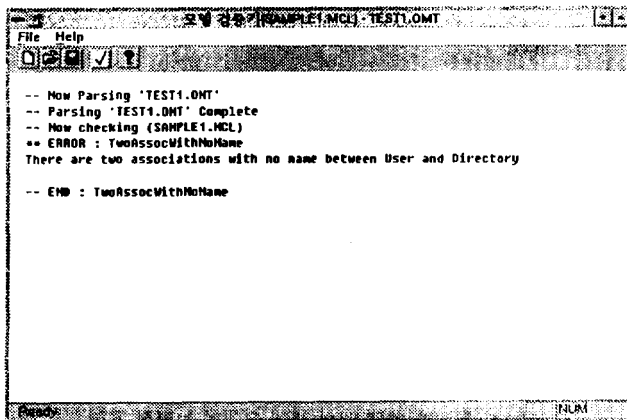 모델 검증기[SAMPLE1.MCL] - TEST1.OMT
File Help
-- Now Parsing 'TEST1.OMT'
-- Parsing 'TEST1.OMT' Complete
-- Now checking (SAMPLE1.MCL)
** ERROR : TwoAssocWithNoName
There are two associations with no name between User and Directory
-- END : TwoAssocWithNoName
Ready
NUM